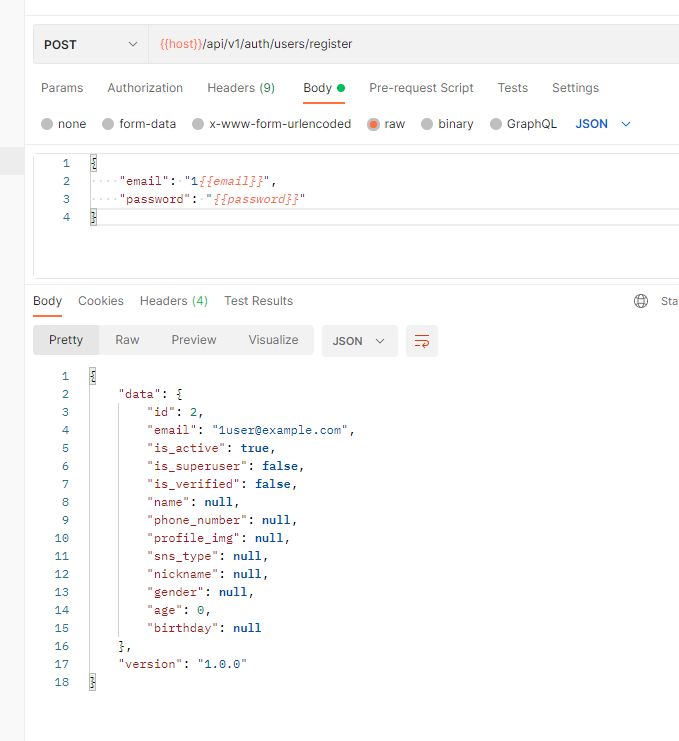 POST {{host}}/api/v1/auth/users/register
Params Authorization Headers (9) Body Pre-request Script Tests Settings
none form-data x-www-form-urlencoded raw binary GraphQL JSON
1 {
2 "email": "1{{email}}",
3 "password": "{{password}}"
4 }
Body Cookies Headers (4) Test Results Sta
Pretty Raw Preview Visualize JSON
1 {
2 "data": {
3 "id": 2,
4 "email": "1user@example.com",
5 "is_active": true,
6 "is_superuser": false,
7 "is_verified": false,
8 "name": null,
9 "phone_number": null,
10 "profile_img": null,
11 "sns_type": null,
12 "nickname": null,
13 "gender": null,
14 "age": 0,
15 "birthday": null
16 },
17 "version": "1.0.0"
18 }